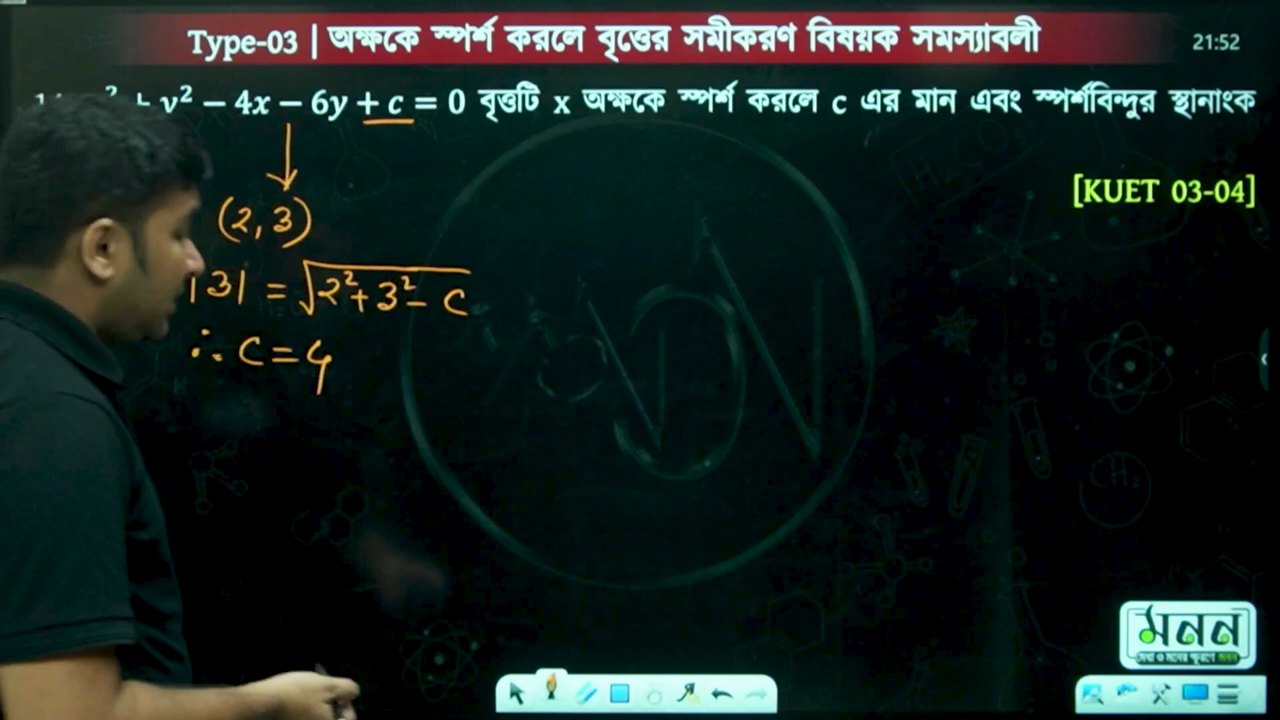 Type-03 | অক্ষকে স্পর্শ করলে বৃত্তের সমীকরণ বিষয়ক সমস্যাবলী
21:52
+ y² − 4x − 6y + c = 0 বৃত্তটি x অক্ষকে স্পর্শ করলে c এর মান এবং স্পর্শবিন্দুর স্থানাংক
[KUET 03-04]
(2, 3)
|3| = √2² + 3² − c
∴ c = 4
CH₂
মনন